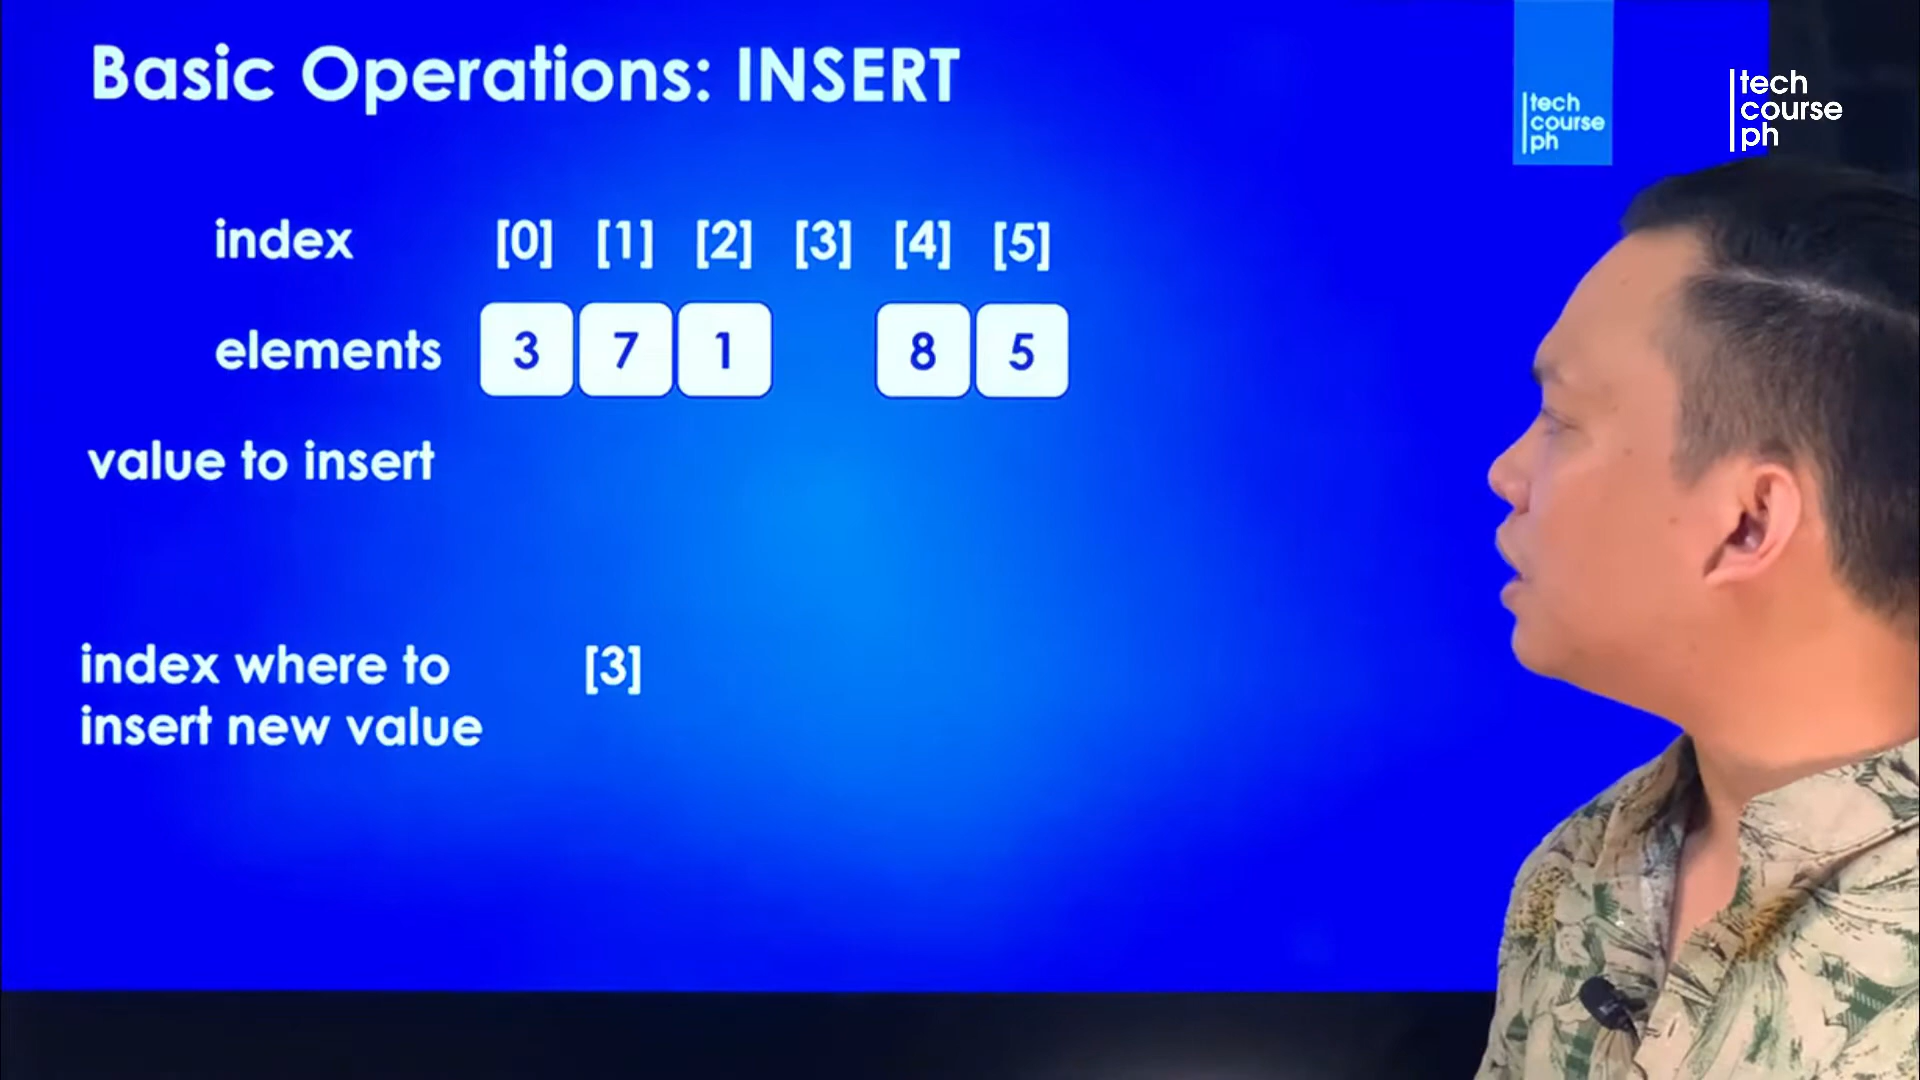 Basic Operations: INSERT
tech
course
ph
tech
course
ph
index [0] [1] [2] [3] [4] [5]
elements 3 7 1 8 5
value to insert
index where to [3]
insert new value